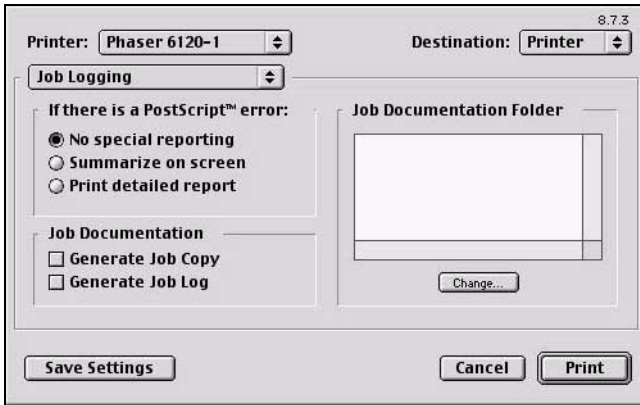 8.7.3
Printer: Phaser 6120-1 Destination: Printer
Job Logging
If there is a PostScript™ error:
No special reporting
Summarize on screen
Print detailed report
Job Documentation
Generate Job Copy
Generate Job Log
Job Documentation Folder
Change...
Save Settings Cancel Print